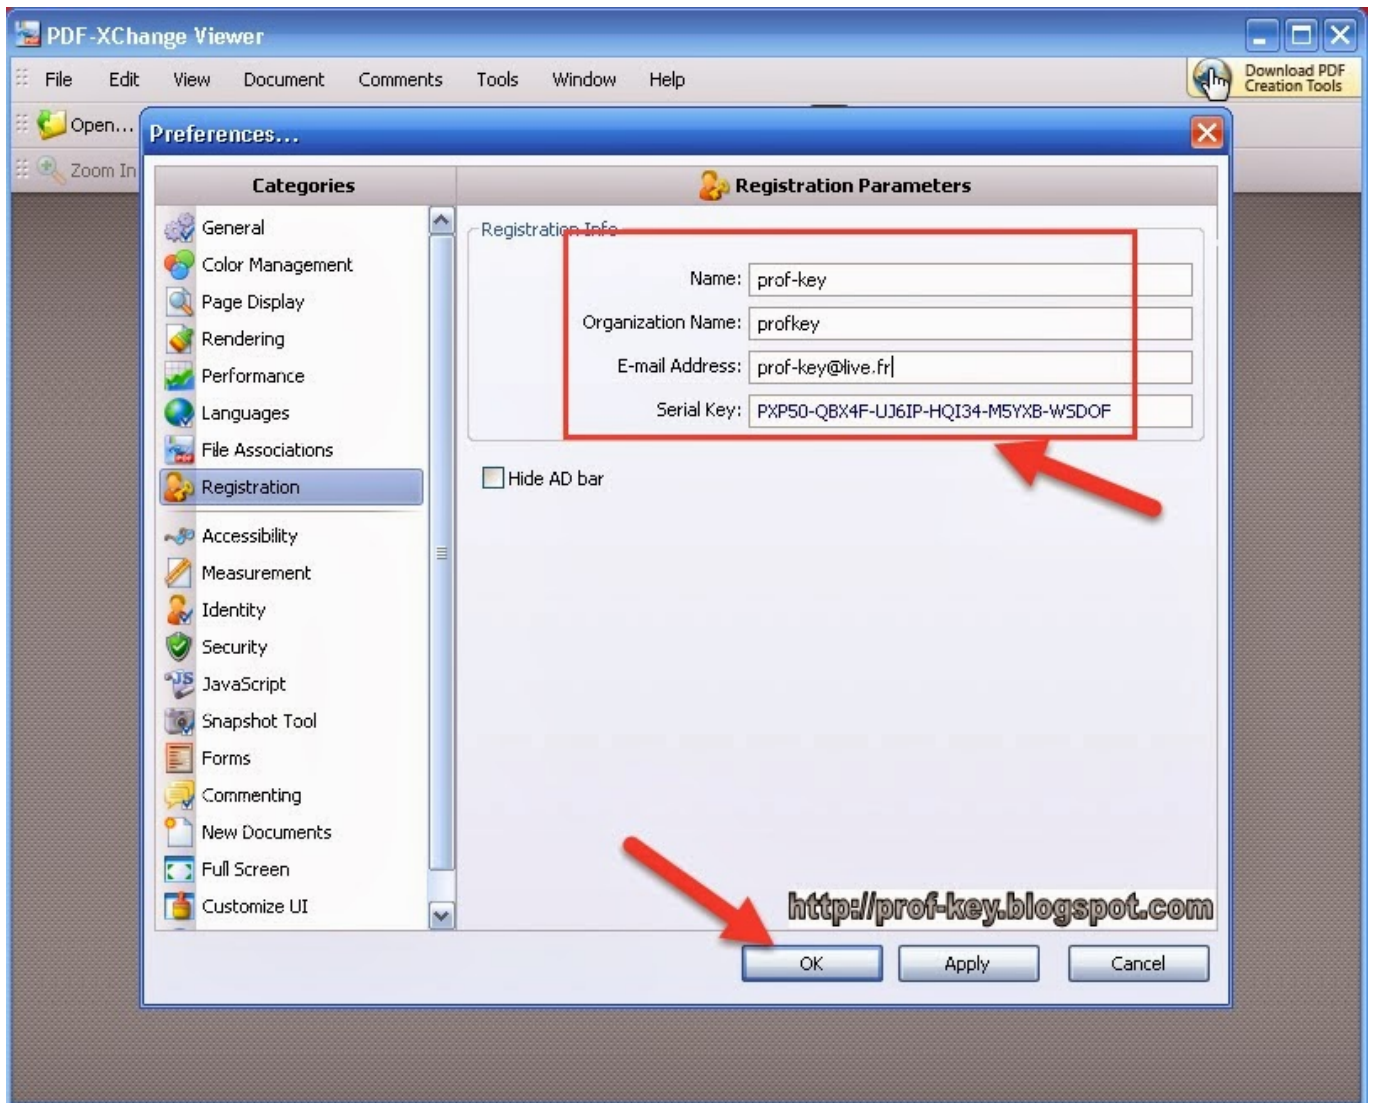 PDF-XChange Viewer
File Edit View Document Comments Tools Window Help
Download PDF
Creation Tools
Open...
Zoom In
Preferences...
Categories
General
Color Management
Page Display
Rendering
Performance
Languages
File Associations
Registration
Accessibility
Measurement
Identity
Security
JavaScript
Snapshot Tool
Forms
Commenting
New Documents
Full Screen
Customize UI
Registration Parameters
Registration Info
Name: prof-key
Organization Name: profkey
E-mail Address: prof-key@live.fr
Serial Key: PXP50-QBX4F-UJ6IP-HQI34-M5YXB-WSDOF
Hide AD bar
http://prof-key.blogspot.com
OK Apply Cancel